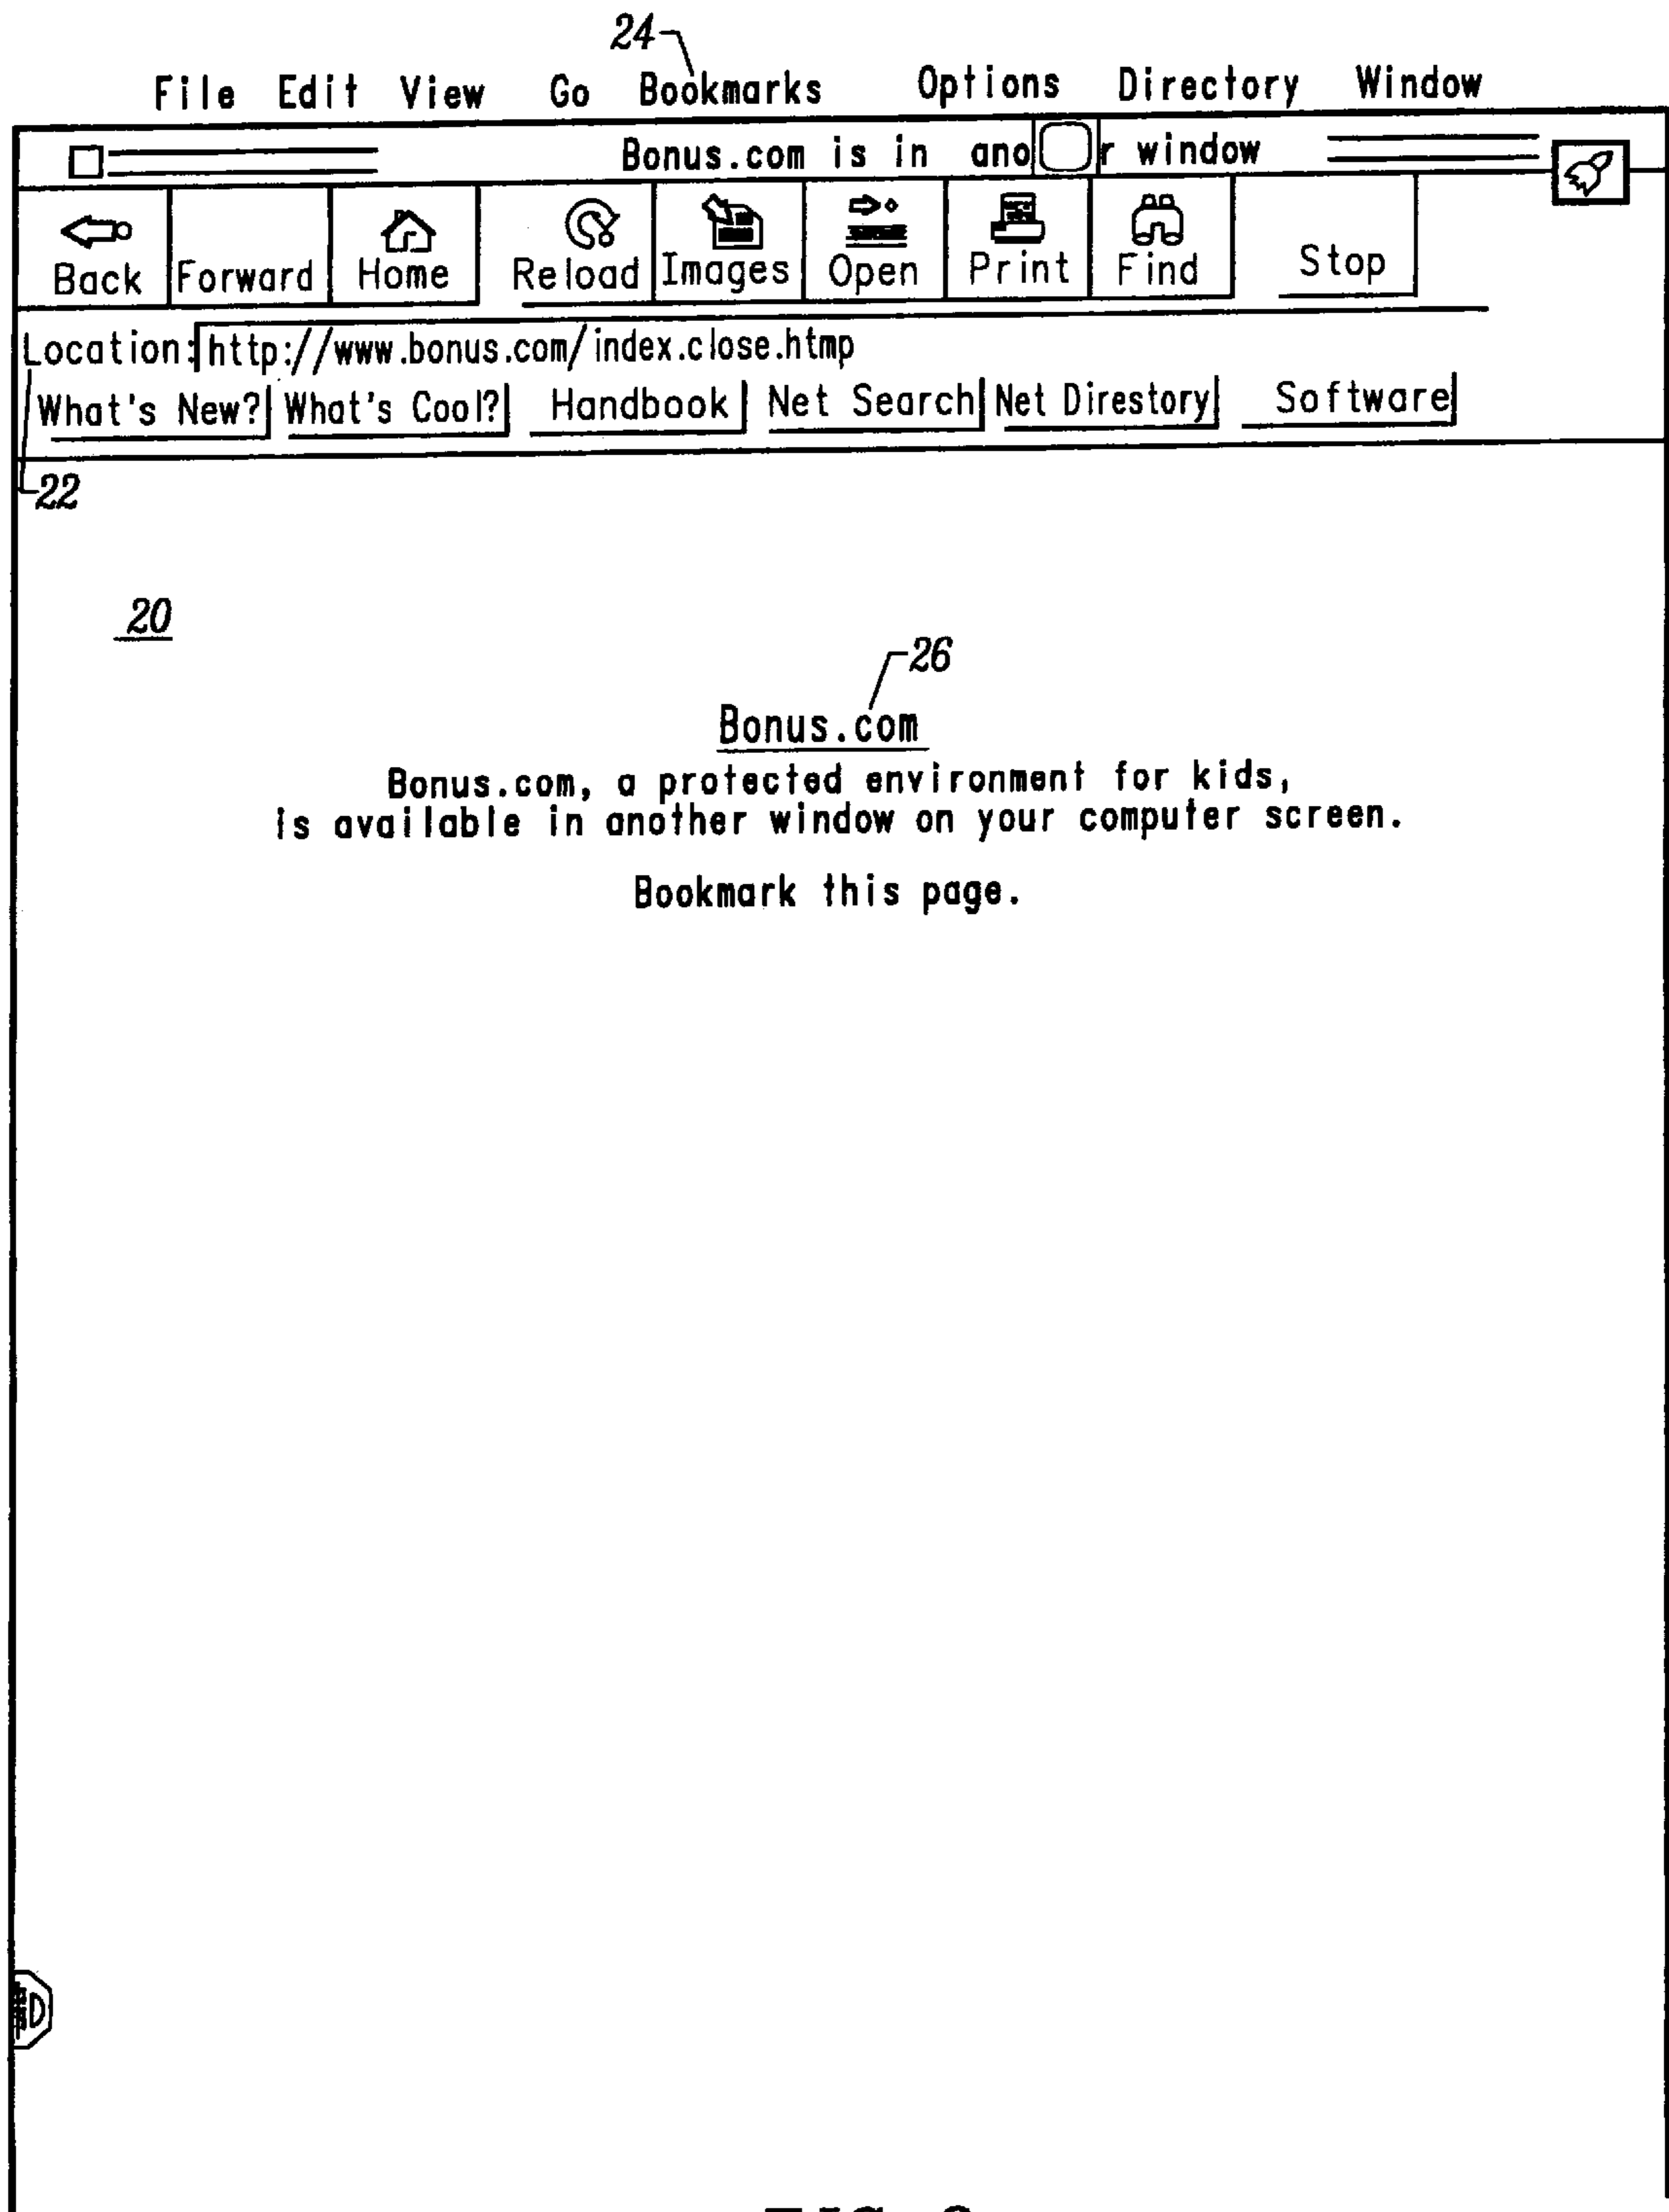 24
File Edit View Go Bookmarks Options Directory Window
Bonus.com is in ano r window
Back Forward Home Reload Images Open Print Find Stop
Location: http://www.bonus.com/index.close.htmp
What's New? What's Cool? Handbook Net Search Net Direstory Software
22
20
26
Bonus.com
Bonus.com, a protected environment for kids,
is available in another window on your computer screen.
Bookmark this page.